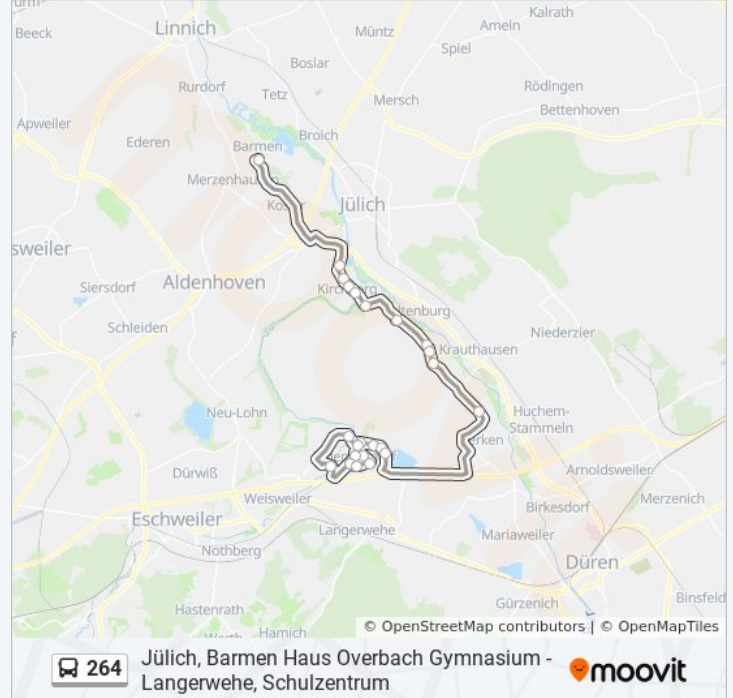 Kalrath
Linnich
Beeck
Müntz
Ameln
Spiel
Boslar
Rurdorf
Tetz
Rödingen
Mersch
Bettenhoven
Apweiler
Broich
Ederen
Barmen
Jülich
sweiler
Aldenhoven
Siersdorf
Schleiden
Niederzier
Krauthausen
Neu-Lohn
Huchem-
Stammeln
Dürwiß
Arnoldsweiler
Weisweiler
Merzenich
Birkesdorf
Eschweiler
Langerwehe
Mariaweiler
Nothberg
Düren
Gürzenich
Binsfeld
Hastenrath
Hamich
© OpenStreetMap contributors | © OpenMapTiles
264
Jülich, Barmen Haus Overbach Gymnasium -
Langerwehe, Schulzentrum
moovit